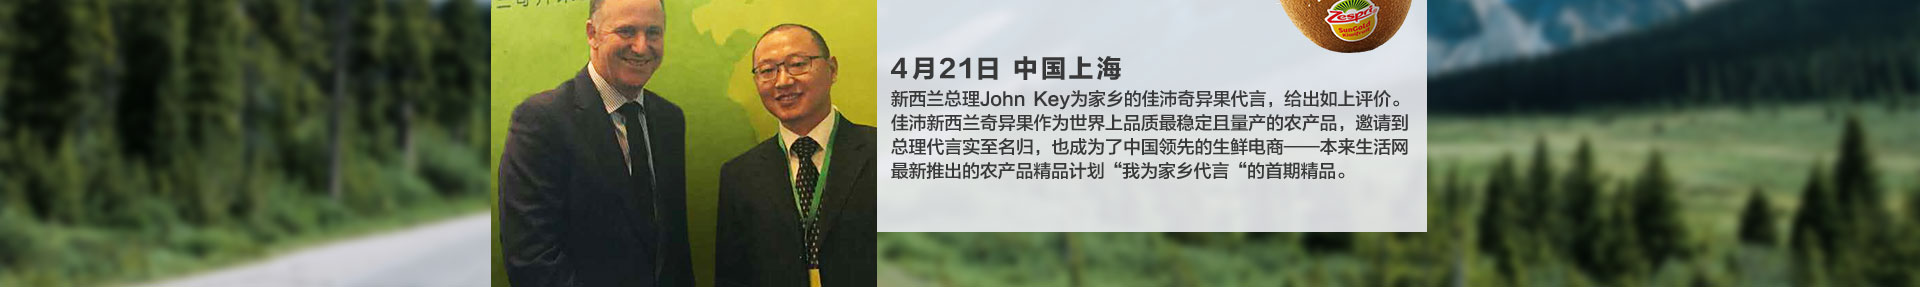 Zespri
SunGold
Kiwifruit
4月21日 中国上海
新西兰总理John Key为家乡的佳沛奇异果代言，给出如上评价。
佳沛新西兰奇异果作为世界上品质最稳定且量产的农产品，邀请到
总理代言实至名归，也成为了中国领先的生鲜电商——本来生活网
最新推出的农产品精品计划“我为家乡代言“的首期精品。